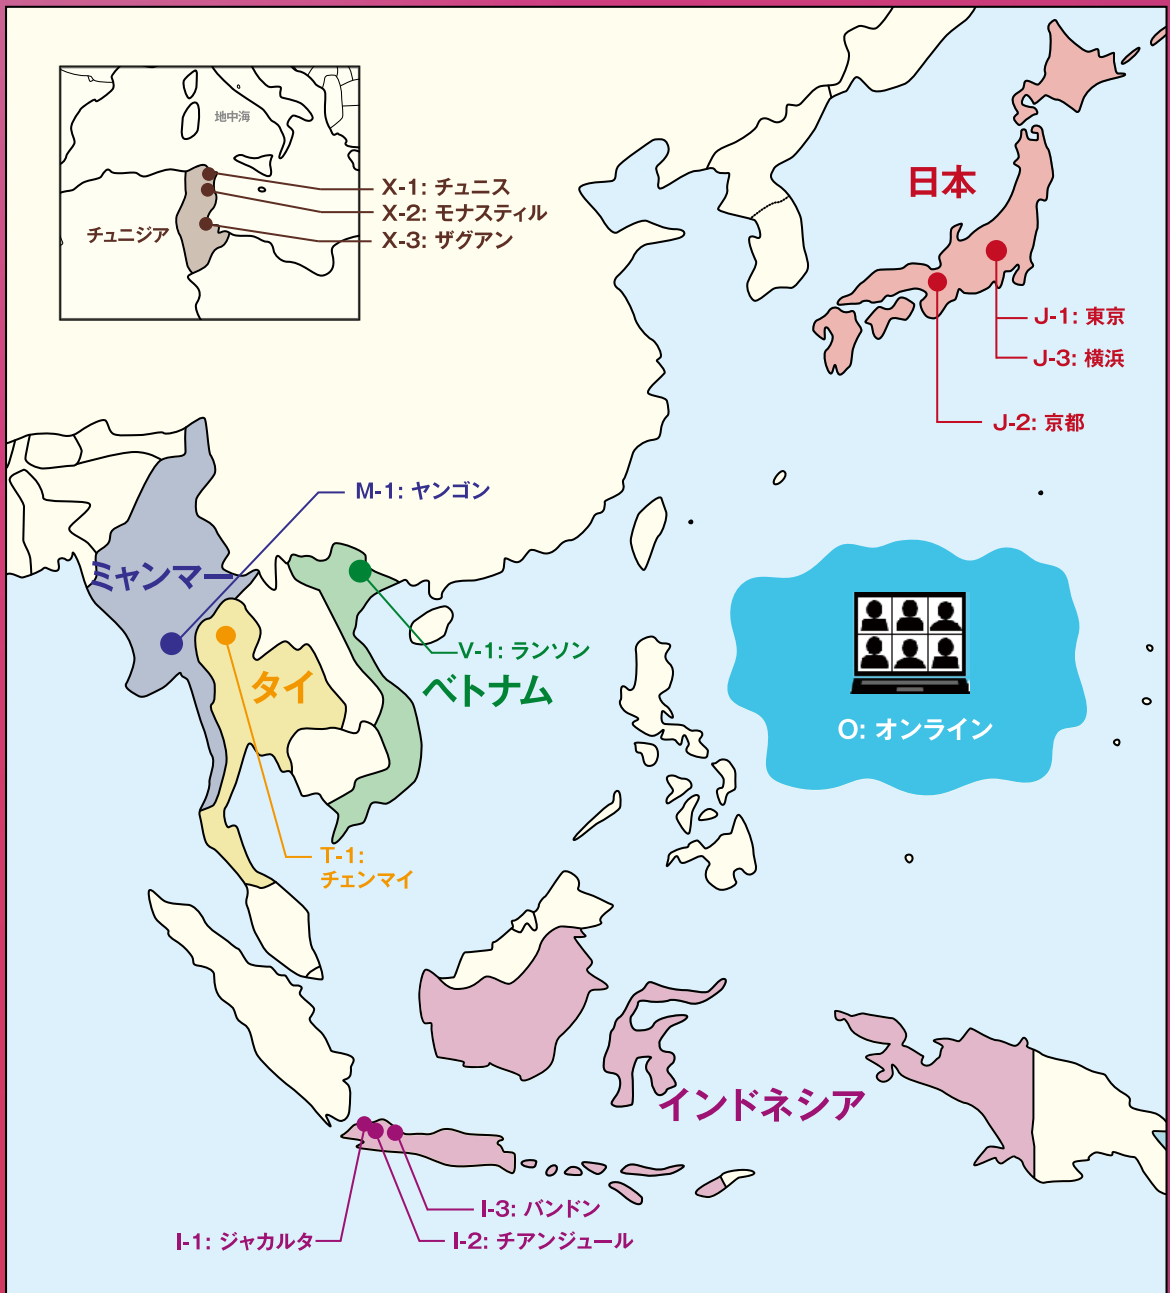 地中海
X-1: チュニス
X-2: モナスティル
X-3: ザグアン
チュニジア
日本
J-1: 東京
J-3: 横浜
J-2: 京都
M-1: ヤンゴン
ミャンマー
V-1: ランソン
ベトナム
タイ
O: オンライン
T-1:
チェンマイ
インドネシア
I-3: バンドン
I-1: ジャカルタ
I-2: チアンジュール